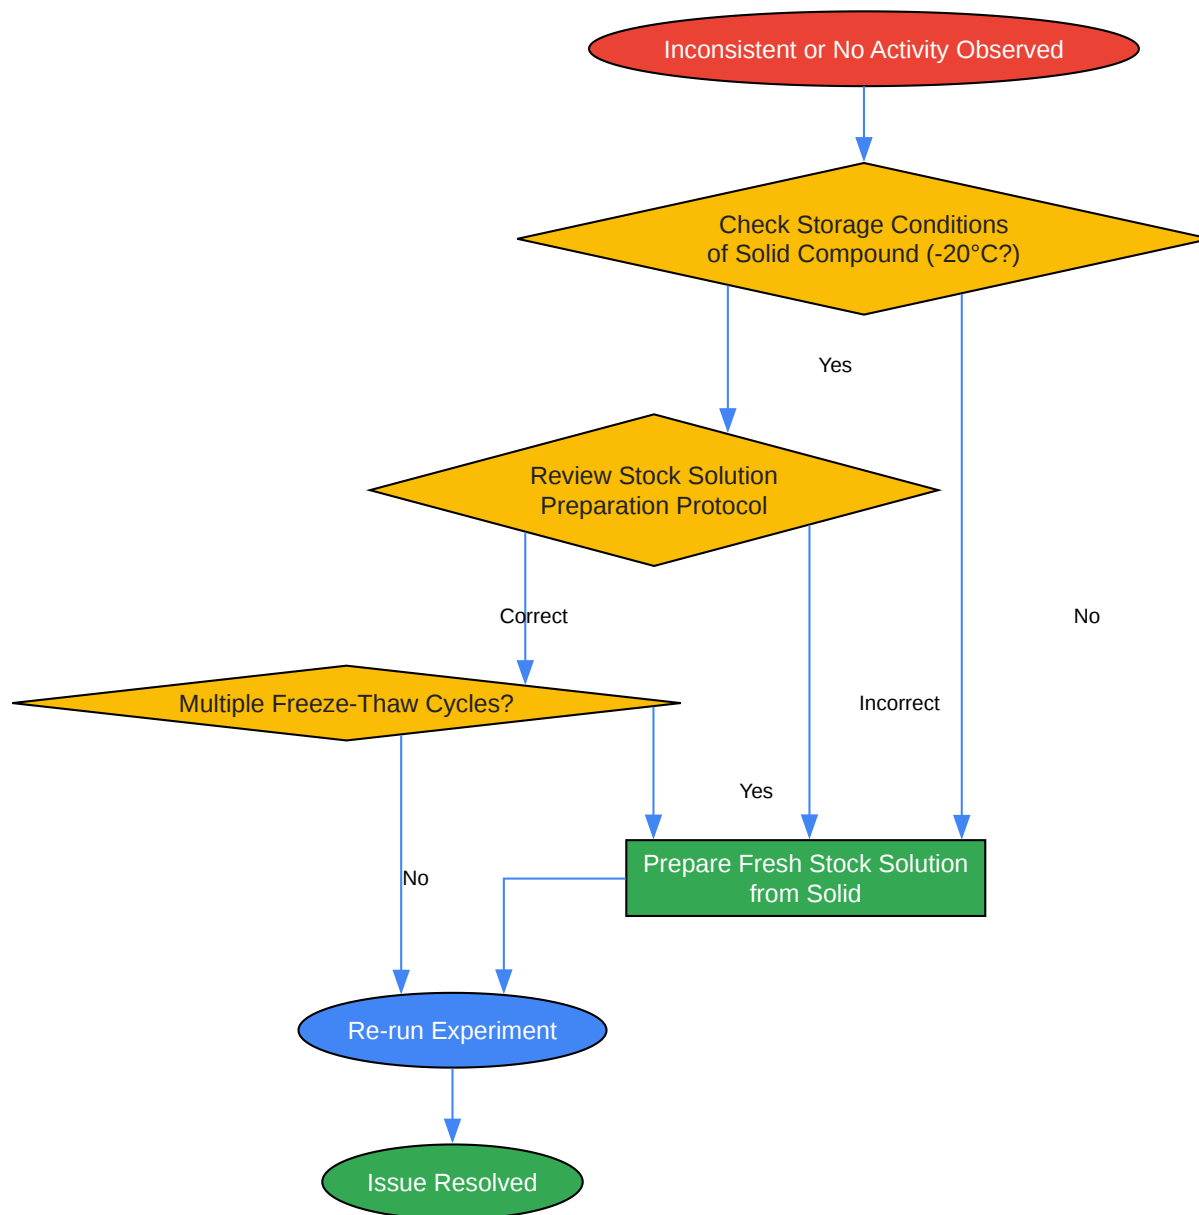 Inconsistent or No Activity Observed
Check Storage Conditions
of Solid Compound (-20°C?)
Yes
Review Stock Solution
Preparation Protocol
Correct
No
Multiple Freeze-Thaw Cycles?
Incorrect
Yes
Prepare Fresh Stock Solution
from Solid
No
Re-run Experiment
Issue Resolved